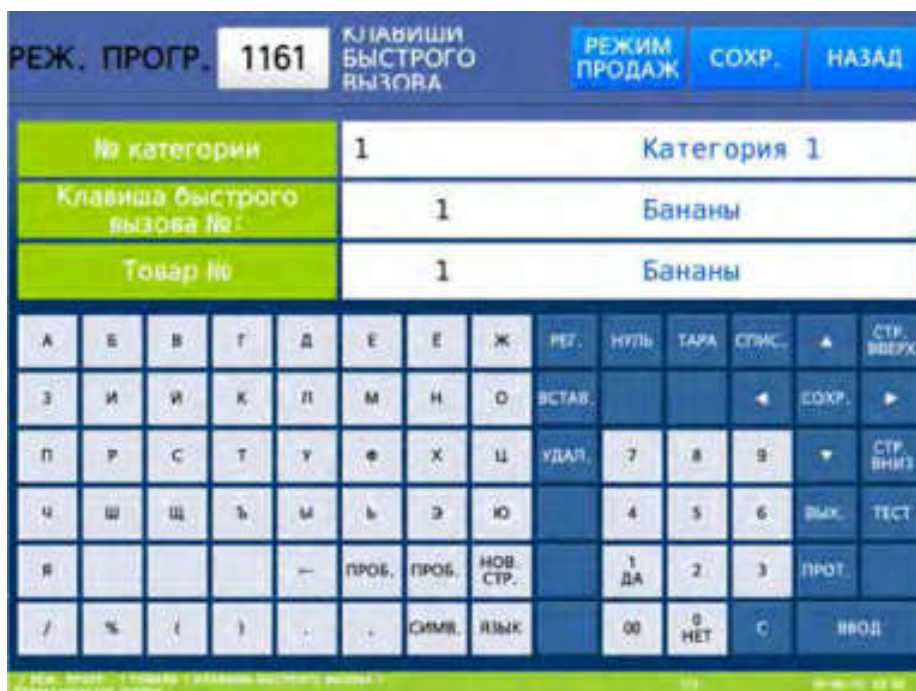 РЕЖ. ПРОГР. 1161 КЛАВИШИ БЫСТРОГО ВЫЗОВА РЕЖИМ ПРОДАЖ СОХР. НАЗАД
№ категории 1 Категория 1
Клавиша быстрого вызова №: 1 Бананы
Товар № 1 Бананы
А Б В Г Д Е Ё Ж РЕГ. НУЛЬ ТАРА СПИС. ▲ СТР. ВВЕРХ
З И Й К Л М Н О ВСТАВ. ◄ СОХР. ►
П Р С Т У Ф Х Ц УДАЛ. 7 8 9 ▼ СТР. ВНИЗ
Ч Ш Щ Ъ Ы Ь Э Ю 4 5 6 ВЫХ. ТЕСТ
Я ← ПРОБ. ПРОБ. НОВ. СТР. 1 ДА 2 3 ПРОТ.
/ % ( ) СИМВ. ЯЗЫК 00 0 НЕТ С ВВОД